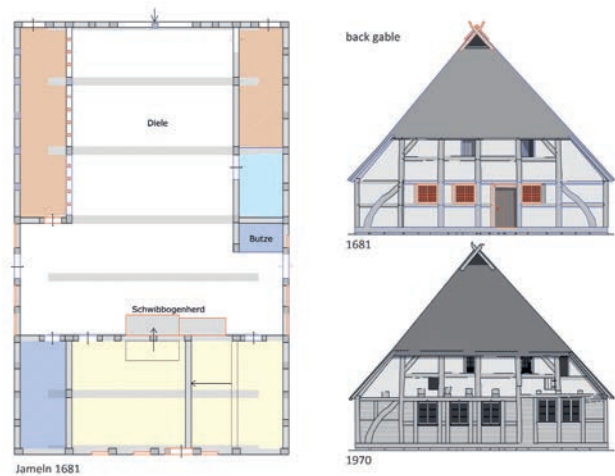 Diele
Butze
Schwibbogenherd
Jameln 1681
back gable
1681
1970